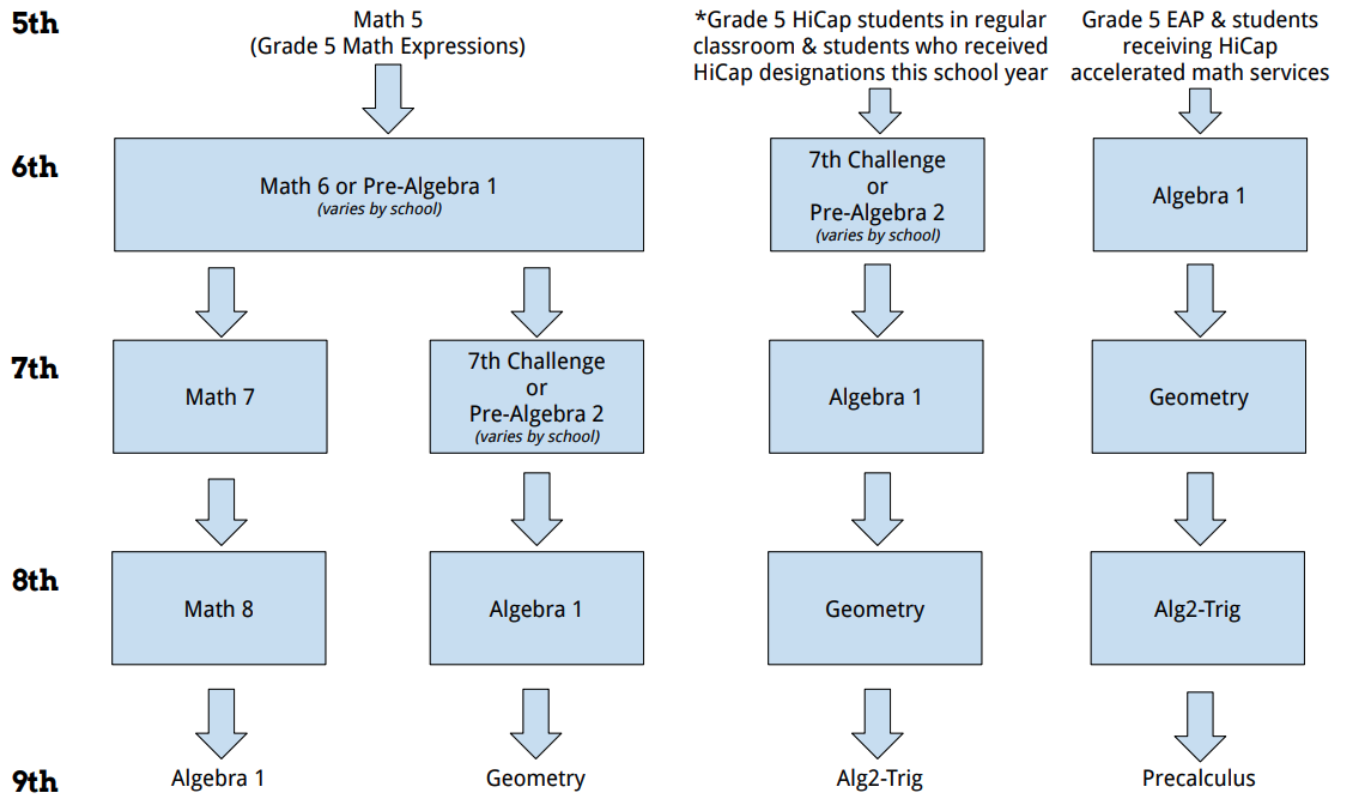 5th
Math 5
(Grade 5 Math Expressions)
*Grade 5 HiCap students in regular
classroom & students who received
HiCap designations this school year
Grade 5 EAP & students
receiving HiCap
accelerated math services
6th
Math 6 or Pre-Algebra 1
(varies by school)
7th Challenge
or
Pre-Algebra 2
(varies by school)
Algebra 1
7th
Math 7
7th Challenge
or
Pre-Algebra 2
(varies by school)
Algebra 1
Geometry
8th
Math 8
Algebra 1
Geometry
Alg2-Trig
9th
Algebra 1
Geometry
Alg2-Trig
Precalculus